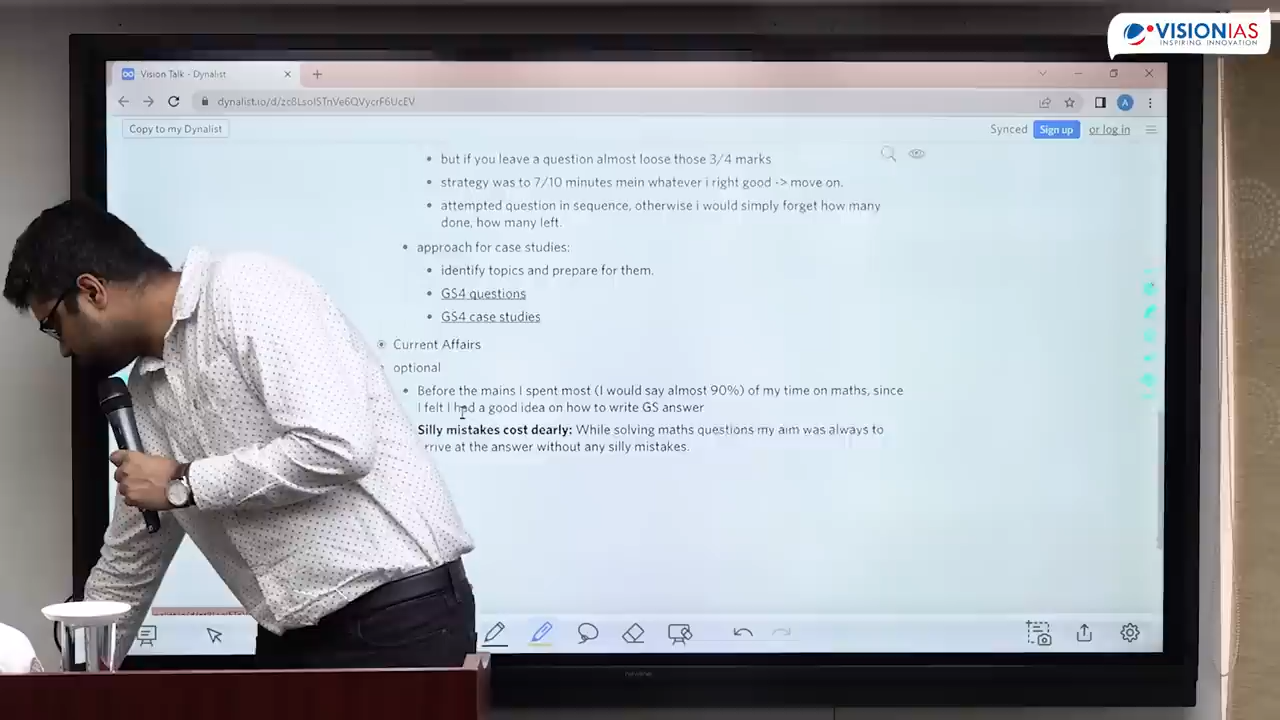 VISIONIAS
INSPIRING INNOVATION
Vision Talk - Dynalist
dynalist.io/d/zc8LsoI5TnVe6QVycrF6UcEV
A
Copy to my Dynalist
Synced
Sign up
or log in
but if you leave a question almost loose those 3/4 marks
strategy was to 7/10 minutes mein whatever i right good -> move on.
attempted question in sequence, otherwise i would simply forget how many
done, how many left.
approach for case studies:
identify topics and prepare for them.
GS4 questions
GS4 case studies
Current Affairs
optional
Before the mains I spent most (I would say almost 90%) of my time on maths, since
I felt I had a good idea on how to write GS answer
Silly mistakes cost dearly: While solving maths questions my aim was always to
rrive at the answer without any silly mistakes.